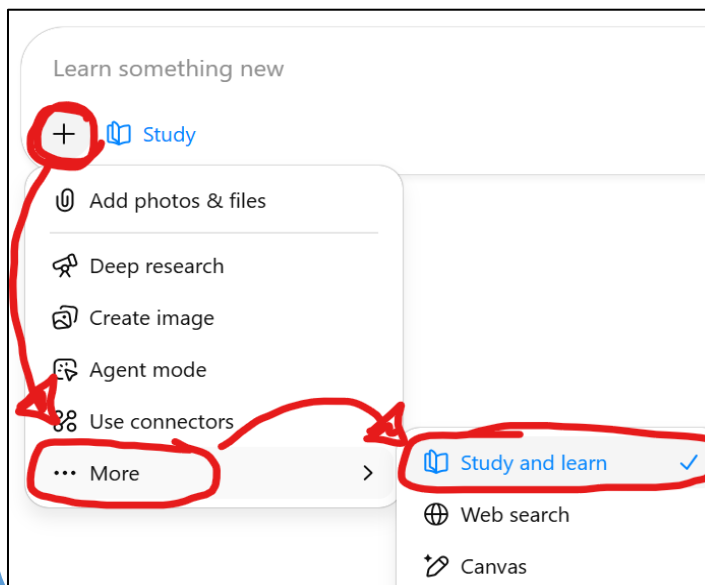 Learn something new
Study
Add photos & files
Deep research
Create image
Agent mode
Use connectors
More
Study and learn
Web search
Canvas